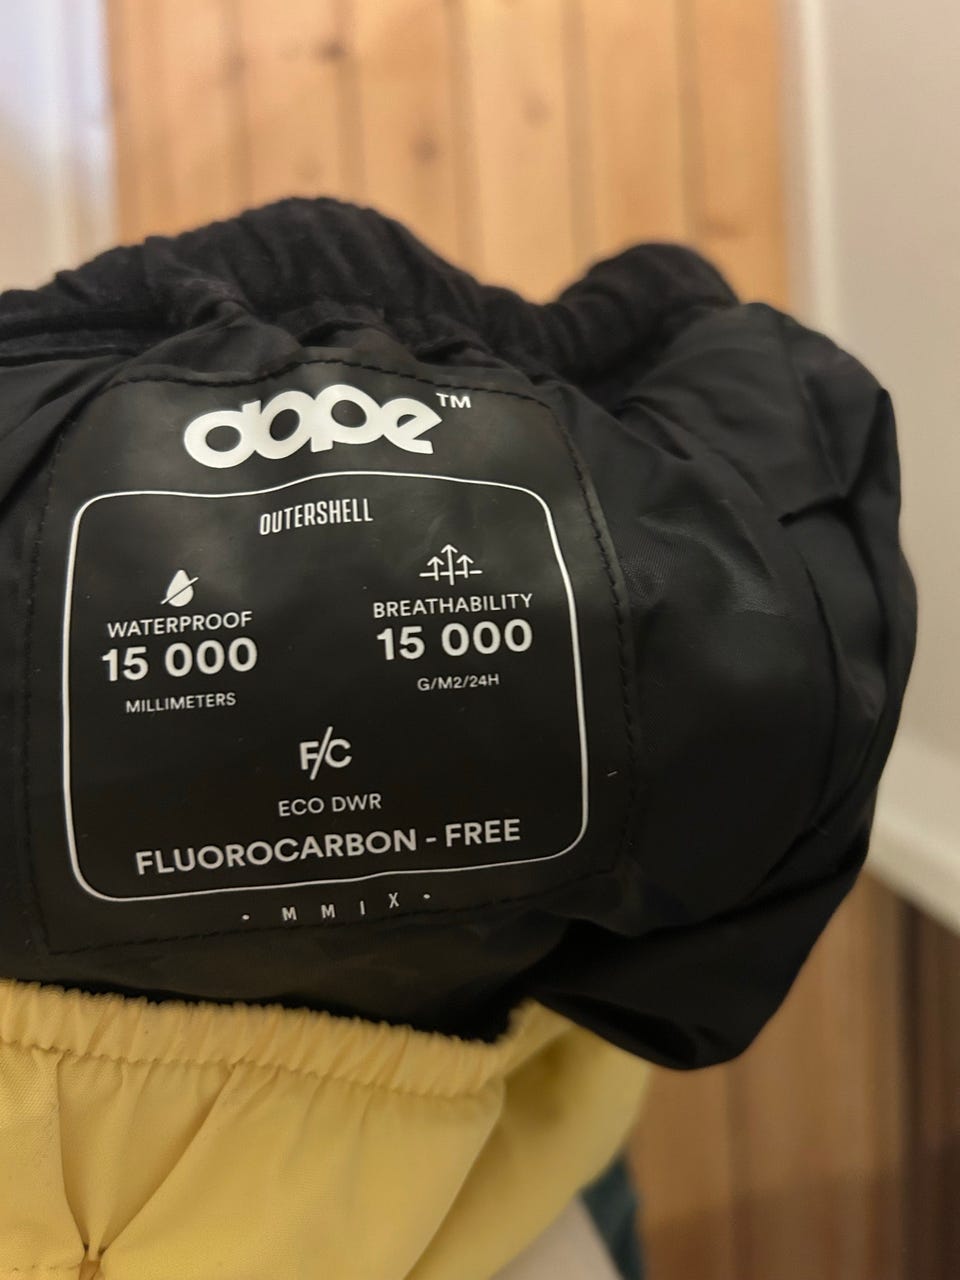 dope™
OUTERSHELL
WATERPROOF
15 000
MILLIMETERS
BREATHABILITY
15 000
G/M2/24H
F/C
ECO DWR
FLUOROCARBON - FREE
· M M I X ·